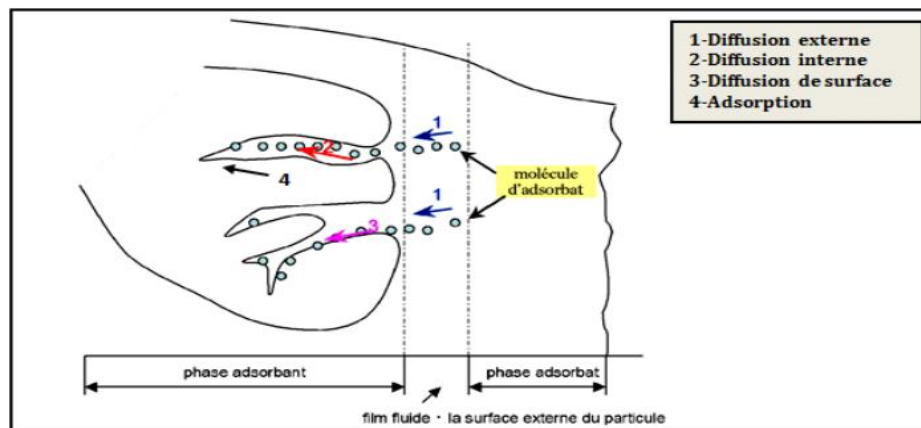 1-Diffusion externe
2-Diffusion interne
3-Diffusion de surface
4-Adsorption
1
2
4
molécule
d'adsorbat
1
3
phase adsorbant
phase adsorbat
film fluide · la surface externe du particule